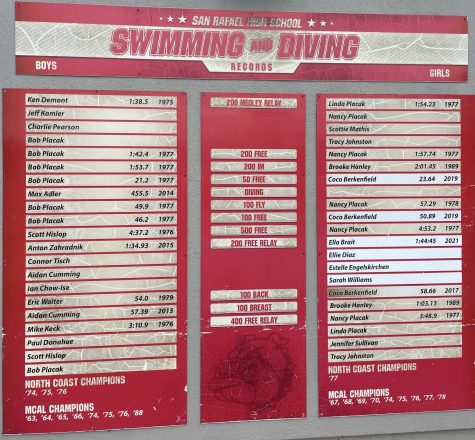 SAN RAFAEL HIGH SCHOOL
SWIMMING AND DIVING
RECORDS
BOYS
GIRLS
Ken Demont 1:38.5 1975
Jeff Kamler
Charlie Pearson
Bob Placak
Bob Placak 1:42.4 1977
Bob Placak 1:53.7 1977
Bob Placak 21.2 1977
Max Adler 455.5 2014
Bob Placak 49.9 1977
Bob Placak 46.2 1977
Scott Hislop 4:37.2 1976
Anton Zahradnik 1:34.93 2015
Connor Tisch
Aidan Cumming
Ian Chow-Ise
Eric Walter 54.0 1979
Aidan Cumming 57.39 2015
Mike Keck 3:10.9 1976
Paul Donahue
Scott Hislop
Bob Placak
NORTH COAST CHAMPIONS
'74, '75, '76
MCAL CHAMPIONS
'63, '64, '65, '66, '74, '75, '76, '88
200 MEDLEY RELAY
200 FREE
200 IM
50 FREE
DIVING
100 FLY
100 FREE
500 FREE
200 FREE RELAY
100 BACK
100 BREAST
400 FREE RELAY
Linda Placak 1:54.23 1977
Nancy Placak
Scottie Mathis
Tracy Johnston
Nancy Placak 1:57.74 1977
Brooke Hanley 2:01.45 1989
Coco Berkenfield 23.64 2019
Nancy Placak 57.29 1978
Coco Berkenfield 50.89 2019
Nancy Placak 4:53.2 1977
Ella Brait 1:44:45 2021
Ellie Diaz
Estelle Engelskirchen
Sarah Williams
Coco Berkenfield 58.66 2017
Brooke Hanley 1:03.13 1989
Nancy Placak 3:48.9 1977
Linda Placak
Jennifer Sullivan
Tracy Johnston
NORTH COAST CHAMPIONS
'77
MCAL CHAMPIONS
'67, '68, '69, '70, '74, '75, '76, '77, '78